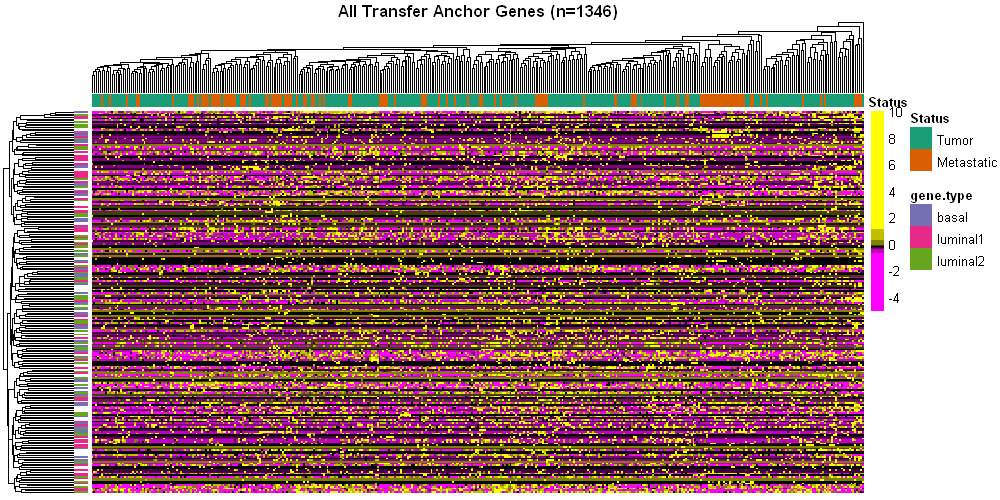 All Transfer Anchor Genes (n=1346)
Status
10
8
6
4
2
0
-2
-4
Status
Tumor
Metastatic
gene.type
basal
luminal1
luminal2